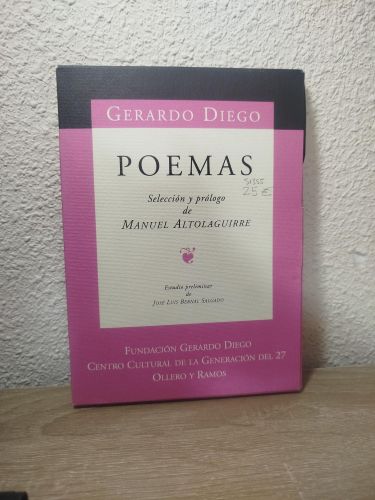 GERARDO DIEGO
POEMAS
Selección y prólogo
de
MANUEL ALTOLAGUIRRE
51355
25 €
Estudio preliminar
de
JOSÉ LUIS BERNAL SALGADO
FUNDACIÓN GERARDO DIEGO
CENTRO CULTURAL DE LA GENERACIÓN DEL 27
OLLERO Y RAMOS